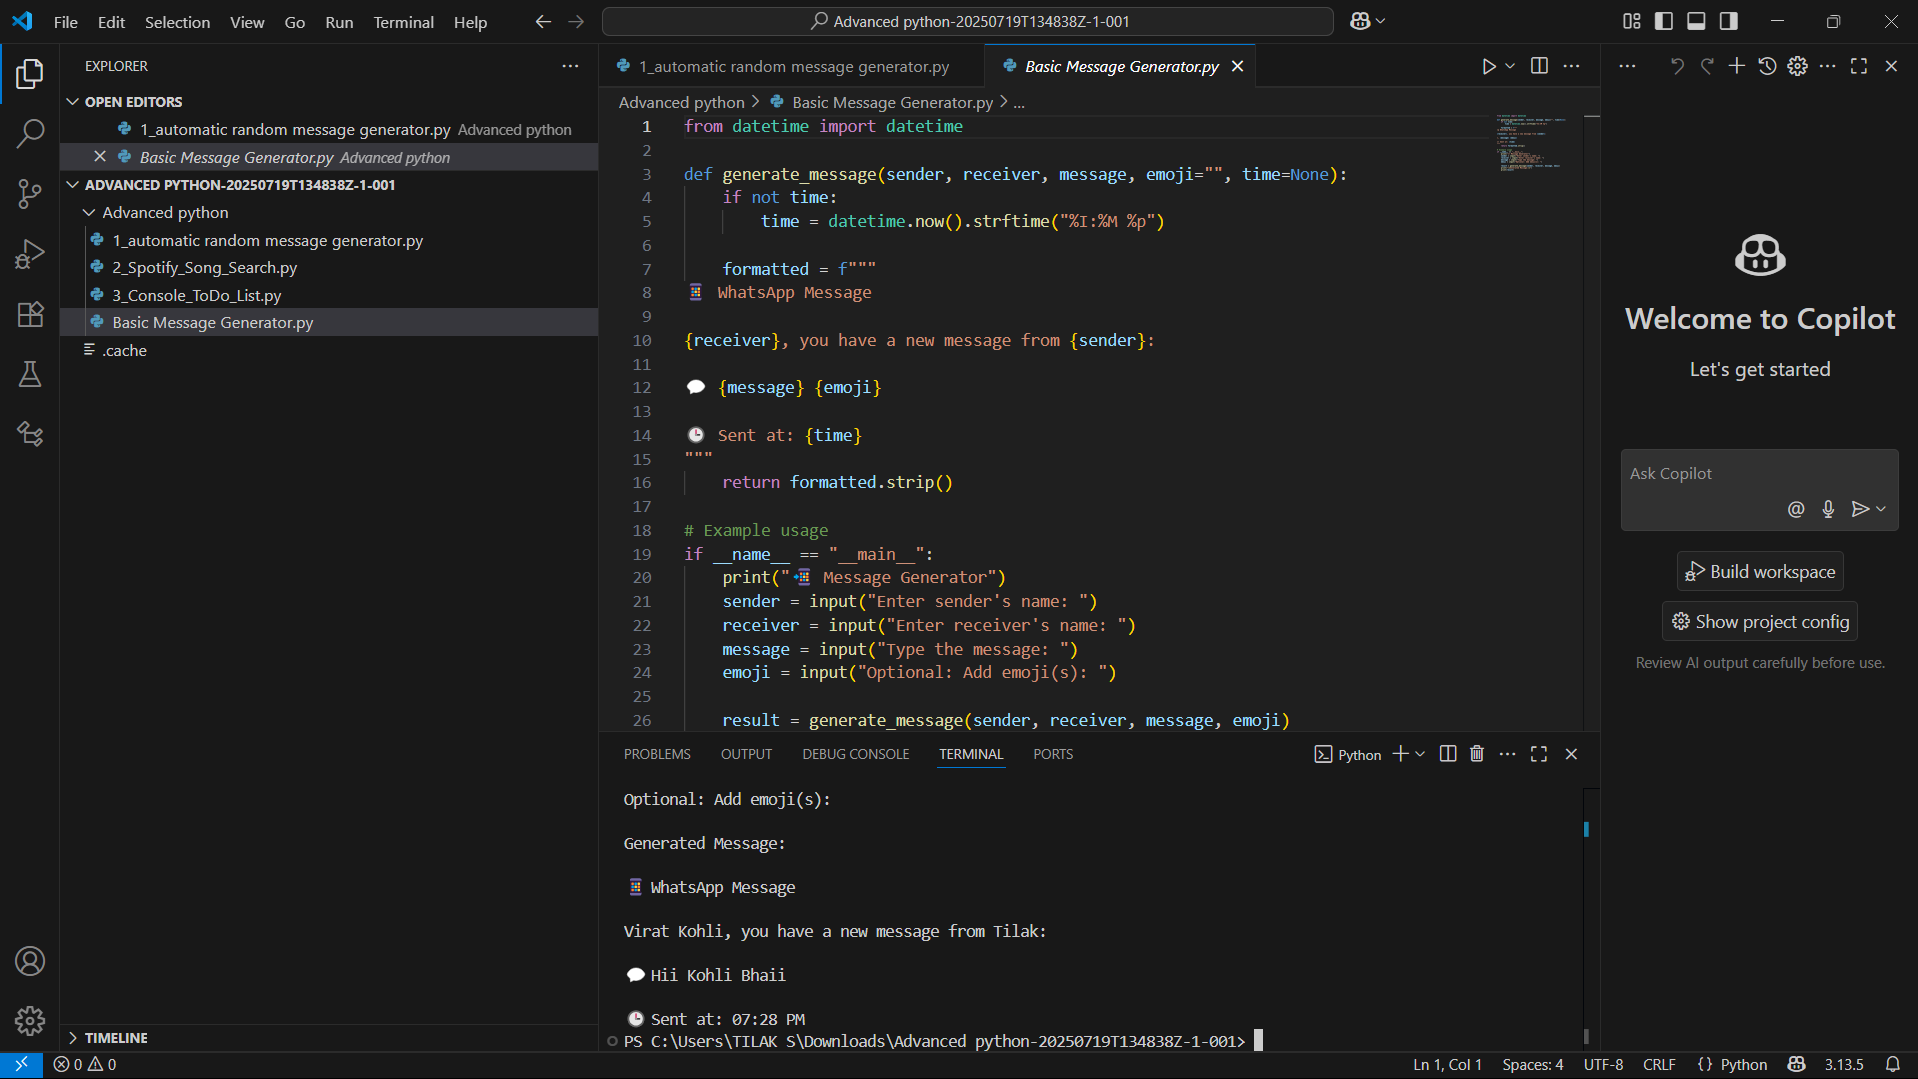 File Edit Selection View Go Run Terminal Help
Advanced python-20250719T134838Z-1-001
EXPLORER
OPEN EDITORS
1_automatic random message generator.py Advanced python
Basic Message Generator.py Advanced python
ADVANCED PYTHON-20250719T134838Z-1-001
Advanced python
1_automatic random message generator.py
2_Spotify_Song_Search.py
3_Console_ToDo_List.py
Basic Message Generator.py
.cache
TIMELINE
1_automatic random message generator.py
Basic Message Generator.py
Advanced python > Basic Message Generator.py > ...
1 from datetime import datetime
2
3 def generate_message(sender, receiver, message, emoji="", time=None):
4 if not time:
5 time = datetime.now().strftime("%I:%M %p")
6
7 formatted = f"""
8 📱 WhatsApp Message
9
10 {receiver}, you have a new message from {sender}:
11
12 💬 {message} {emoji}
13
14 🕒 Sent at: {time}
15 """
16 return formatted.strip()
17
18 # Example usage
19 if __name__ == "__main__":
20 print("📲 Message Generator")
21 sender = input("Enter sender's name: ")
22 receiver = input("Enter receiver's name: ")
23 message = input("Type the message: ")
24 emoji = input("Optional: Add emoji(s): ")
25
26 result = generate_message(sender, receiver, message, emoji)
PROBLEMS OUTPUT DEBUG CONSOLE TERMINAL PORTS
Python
Optional: Add emoji(s):
Generated Message:
📱 WhatsApp Message
Virat Kohli, you have a new message from Tilak:
💬 Hii Kohli Bhaii
🕒 Sent at: 07:28 PM
PS C:\Users\TILAK S\Downloads\Advanced python-20250719T134838Z-1-001>
Welcome to Copilot
Let's get started
Ask Copilot
Build workspace
Show project config
Review AI output carefully before use.
0 0
Ln 1, Col 1 Spaces: 4 UTF-8 CRLF {} Python 3.13.5